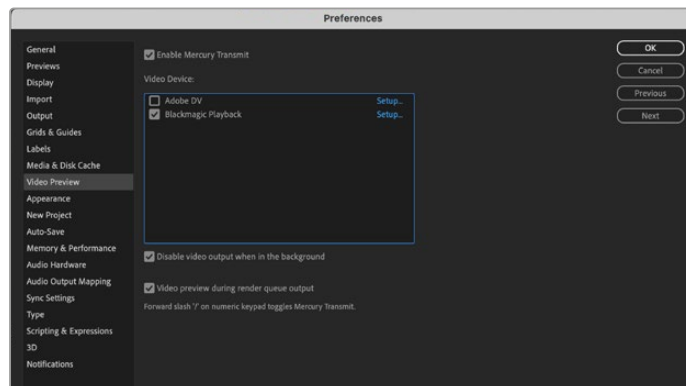 Preferences
General
Previews
Display
Import
Output
Grids & Guides
Labels
Media & Disk Cache
Video Preview
Appearance
New Project
Auto-Save
Memory & Performance
Audio Hardware
Audio Output Mapping
Sync Settings
Type
Scripting & Expressions
3D
Notifications
Enable Mercury Transmit
Video Device:
Adobe DV Setup...
Blackmagic Playback Setup...
Disable video output when in the background
Video preview during render queue output
Forward slash '/' on numeric keypad toggles Mercury Transmit.
OK
Cancel
Previous
Next